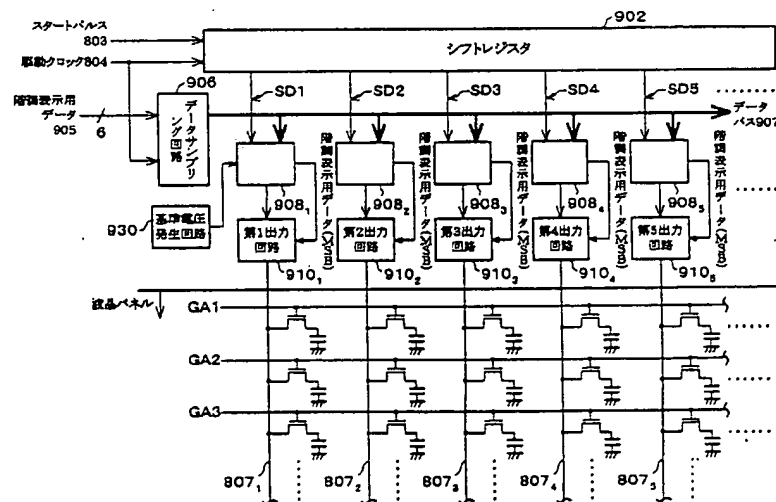 902
スタートパルス
803
シフトレジスタ
駆動クロック804
906
階調表示用
データ
905
6
データサンプリング回路
SD1
SD2
SD3
SD4
SD5
データ
バス907
908₁
908₂
908₃
908₄
908₅
階調表示用データ(MSB)
階調表示用データ(MSB)
階調表示用データ(MSB)
階調表示用データ(MSB)
階調表示用データ(MSB)
930
基準電圧
発生回路
第1出力
回路
第2出力
回路
第3出力
回路
第4出力
回路
第5出力
回路
910₁
910₂
910₃
910₄
910₅
液晶パネル
GA1
GA2
GA3
807₁
807₂
807₃
807₄
807₅